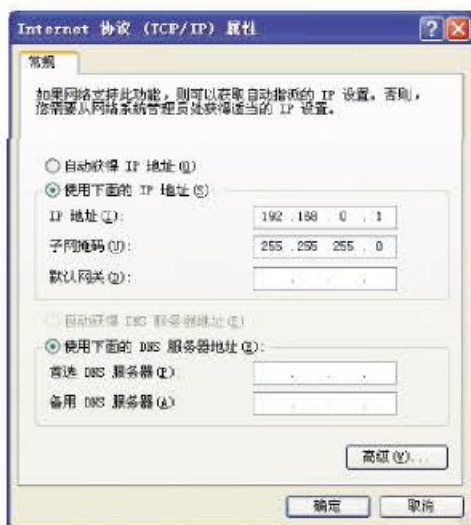 Internet 协议 (TCP/IP) 属性
常规
如果网络支持此功能，则可以获取自动指派的 IP 设置。否则，
您需要从网络系统管理员处获得适当的 IP 设置。
自动获得 IP 地址(O)
使用下面的 IP 地址(S):
IP 地址(I): 192 .168 . 0 . 1
子网掩码(U): 255 .255 .255 . 0
默认网关(D): . . .
自动获得 DNS 服务器地址(B)
使用下面的 DNS 服务器地址(E):
首选 DNS 服务器(P): . . .
备用 DNS 服务器(A): . . .
高级(V)...
确定 取消